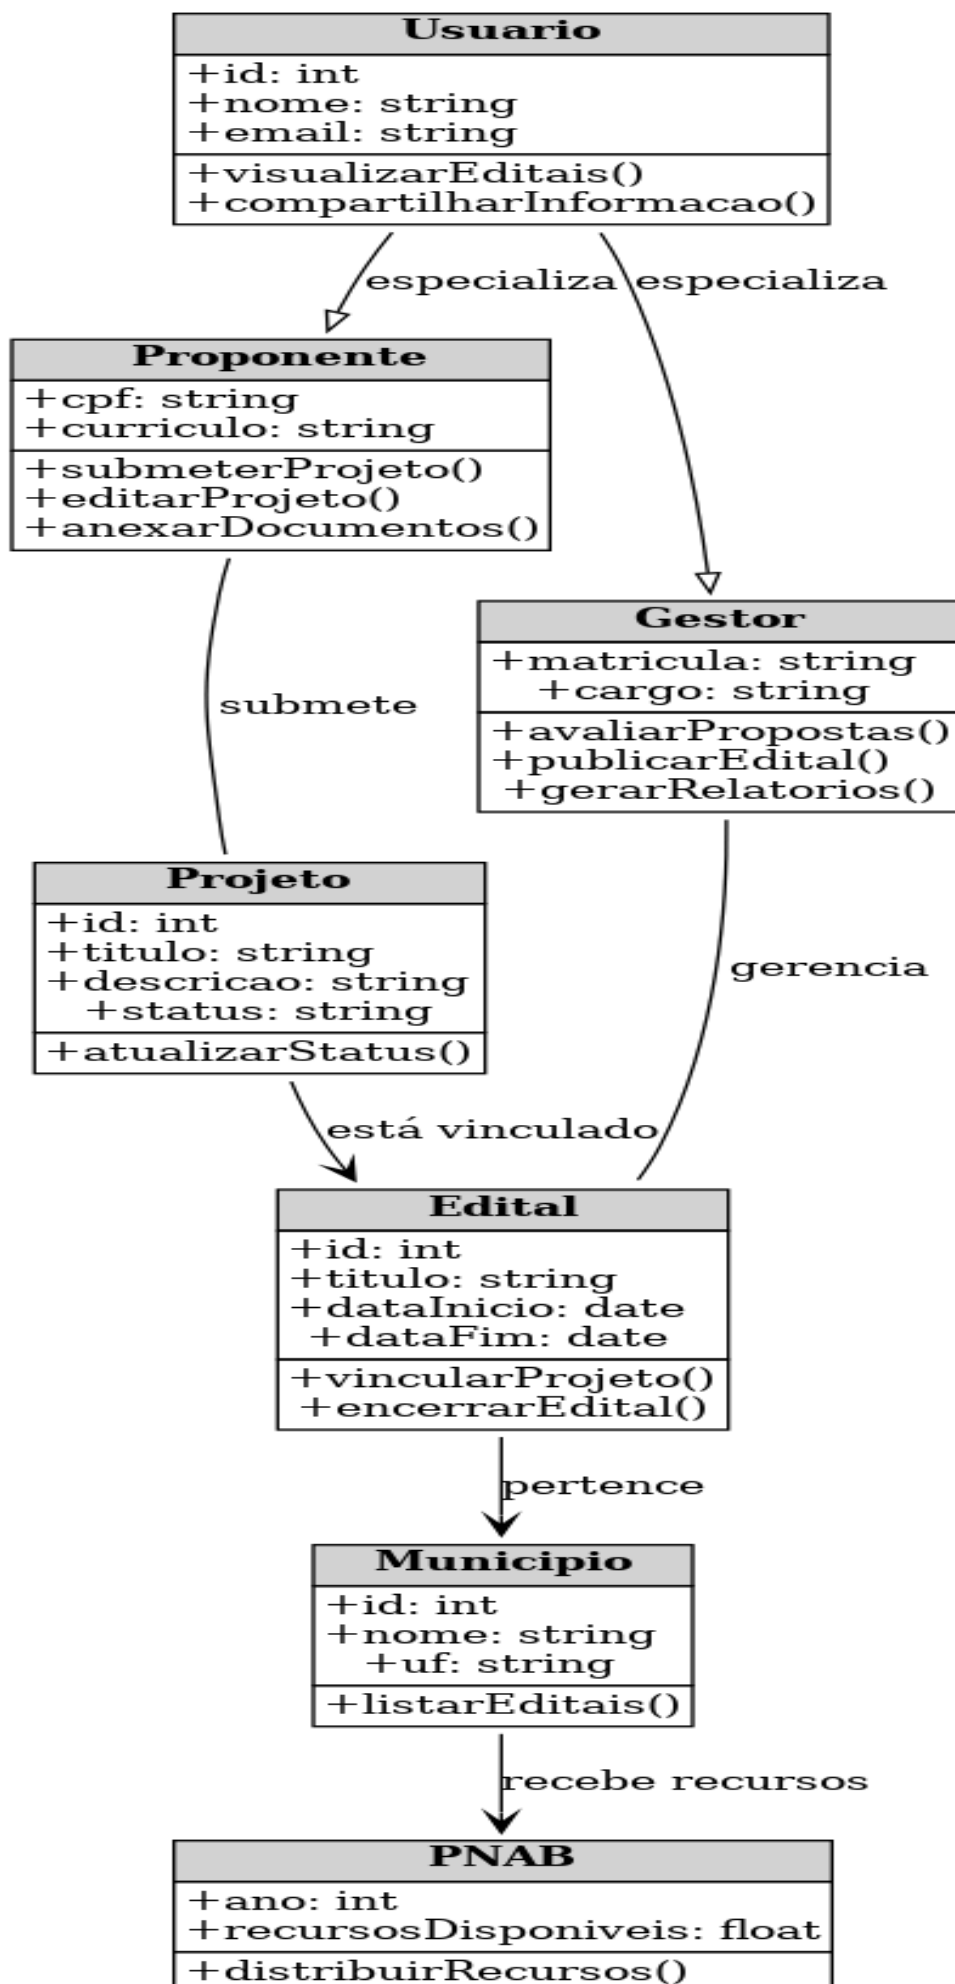 Usuario
+id: int
+nome: string
+email: string
+visualizarEditais()
+compartilharInformacao()
especializa
especializa
Proponente
+cpf: string
+curriculo: string
+submeterProjeto()
+editarProjeto()
+anexarDocumentos()
Gestor
+matricula: string
+cargo: string
+avaliarPropostas()
+publicarEdital()
+gerarRelatorios()
submete
Projeto
+id: int
+titulo: string
+descricao: string
+status: string
+atualizarStatus()
gerencia
está vinculado
Edital
+id: int
+titulo: string
+dataInicio: date
+dataFim: date
+vincularProjeto()
+encerrarEdital()
pertence
Municipio
+id: int
+nome: string
+uf: string
+listarEditais()
recebe recursos
PNAB
+ano: int
+recursosDisponiveis: float
+distribuirRecursos()